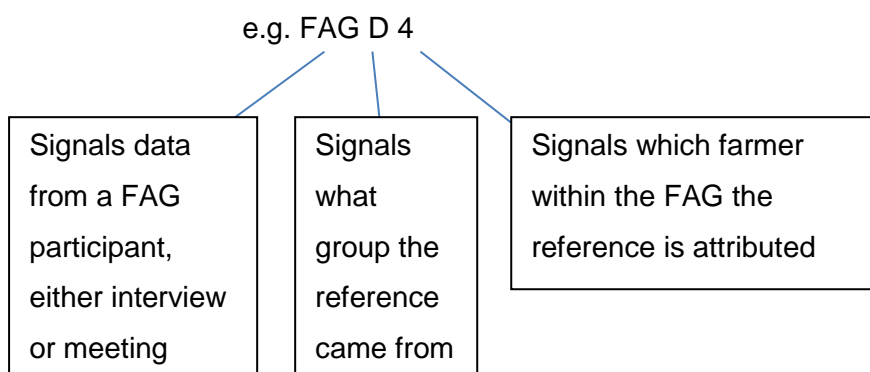 e.g. FAG D 4
Signals data
from a FAG
participant,
either interview
or meeting
Signals
what
group the
reference
came from
Signals which farmer
within the FAG the
reference is attributed